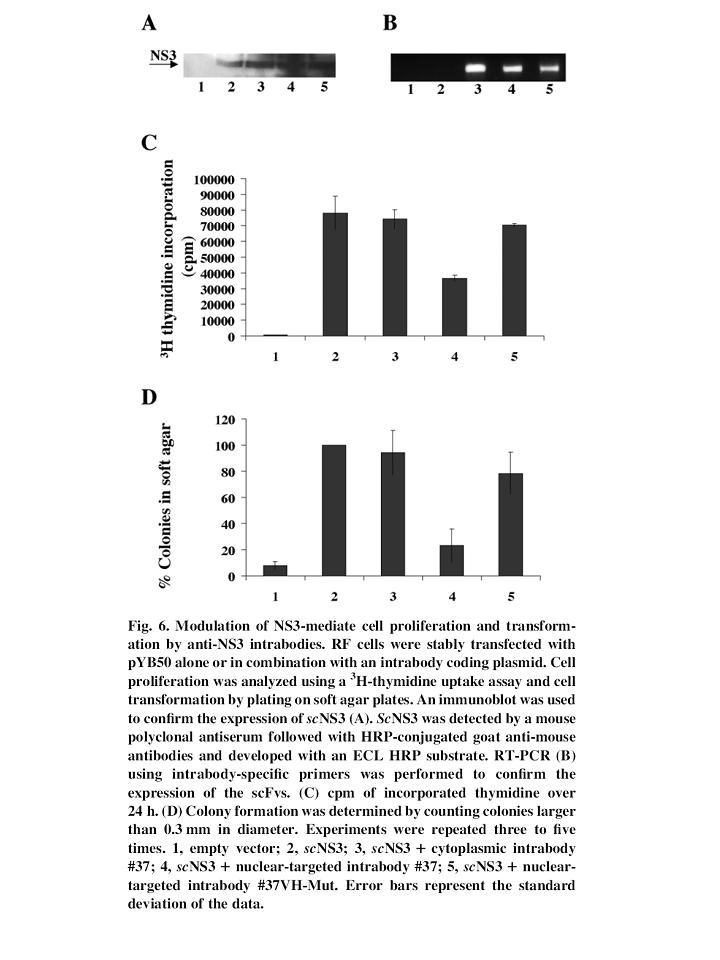 A
B
NS3
1 2 3 4 5
1 2 3 4 5
C
³H thymidine incorporation
(cpm)
100000
90000
80000
70000
60000
50000
40000
30000
20000
10000
0
1 2 3 4 5
D
% Colonies in soft agar
120
100
80
60
40
20
0
1 2 3 4 5
Fig. 6. Modulation of NS3-mediate cell proliferation and transform-
ation by anti-NS3 intrabodies. RF cells were stably transfected with
pYB50 alone or in combination with an intrabody coding plasmid. Cell
proliferation was analyzed using a ³H-thymidine uptake assay and cell
transformation by plating on soft agar plates. An immunoblot was used
to confirm the expression of scNS3 (A). ScNS3 was detected by a mouse
polyclonal antiserum followed with HRP-conjugated goat anti-mouse
antibodies and developed with an ECL HRP substrate. RT-PCR (B)
using intrabody-specific primers was performed to confirm the
expression of the scFvs. (C) cpm of incorporated thymidine over
24 h. (D) Colony formation was determined by counting colonies larger
than 0.3 mm in diameter. Experiments were repeated three to five
times. 1, empty vector; 2, scNS3; 3, scNS3 + cytoplasmic intrabody
#37; 4, scNS3 + nuclear-targeted intrabody #37; 5, scNS3 + nuclear-
targeted intrabody #37VH-Mut. Error bars represent the standard
deviation of the data.